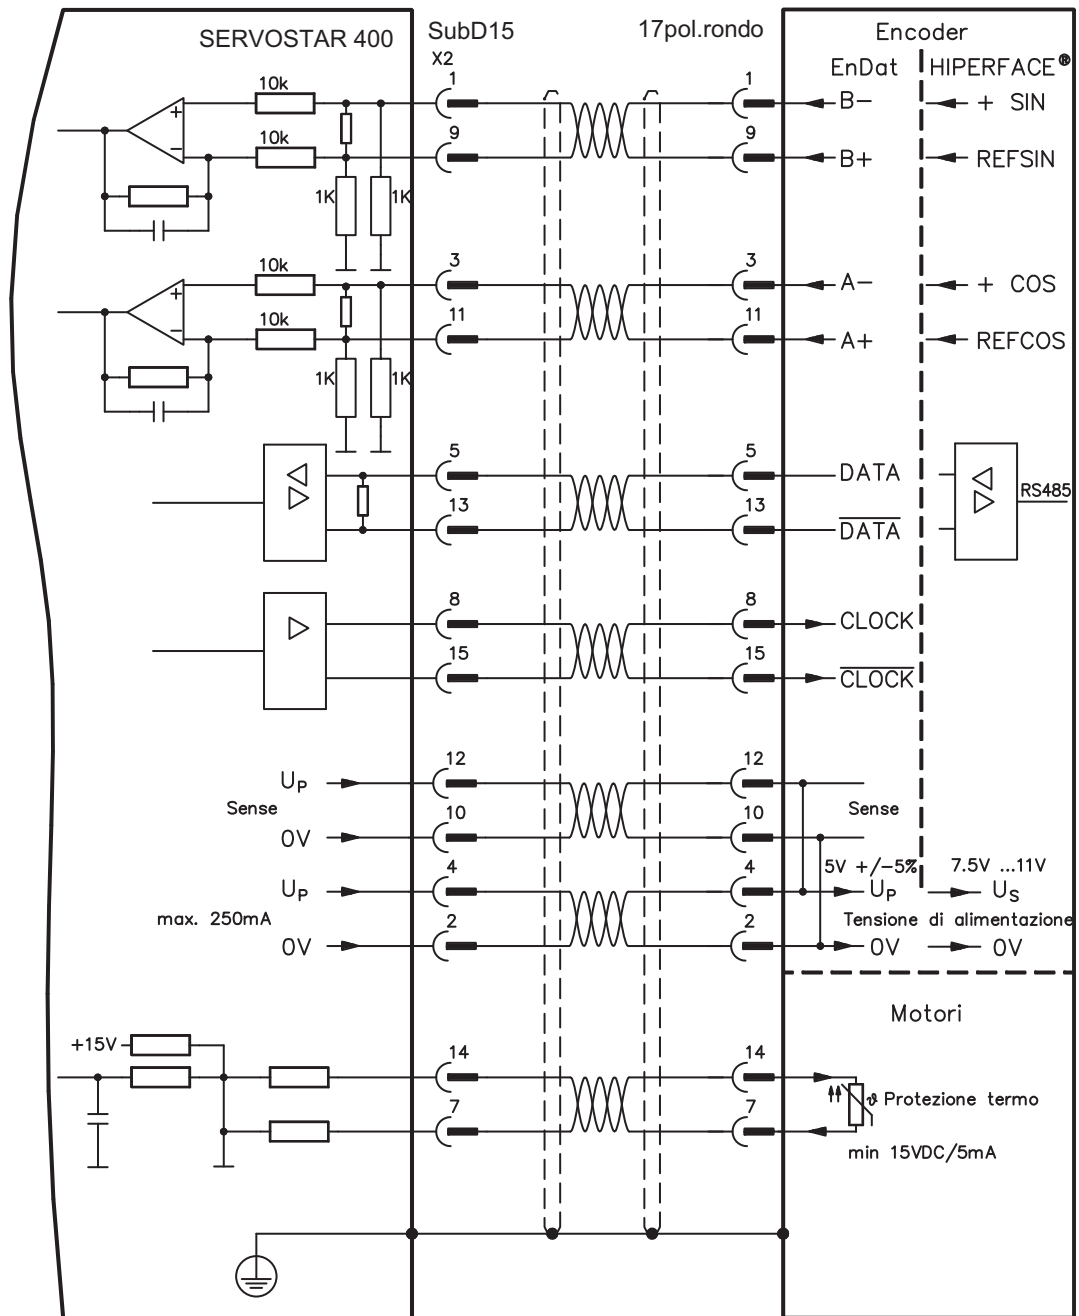 SERVOSTAR 400
SubD15
17pol.rondo
Encoder
X2
EnDat
HIPERFACE®
10k
1
1
B−
+ SIN
10k
9
9
B+
REFSIN
1K
1K
10k
3
3
A−
+ COS
10k
11
11
A+
REFCOS
1K
1K
5
5
DATA
RS485
13
13
DATA
8
8
CLOCK
15
15
CLOCK
UP
12
12
Sense
Sense
0V
10
10
UP
4
4
5V +/−5%
7.5V ...11V
UP
US
max. 250mA
Tensione di alimentazione
0V
2
2
0V
0V
Motori
+15V
14
14
ϑ Protezione termo
7
7
min 15VDC/5mA
+
−
+
−